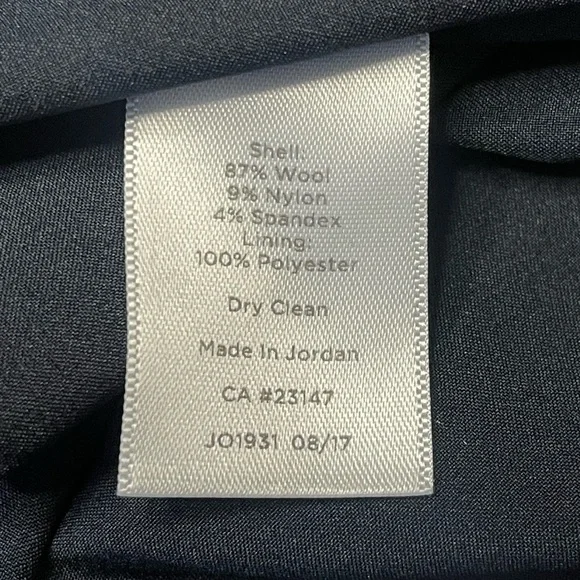 Shell:
87% Wool
9% Nylon
4% Spandex
Lining:
100% Polyester
Dry Clean
Made In Jordan
CA #23147
JO1931 08/17